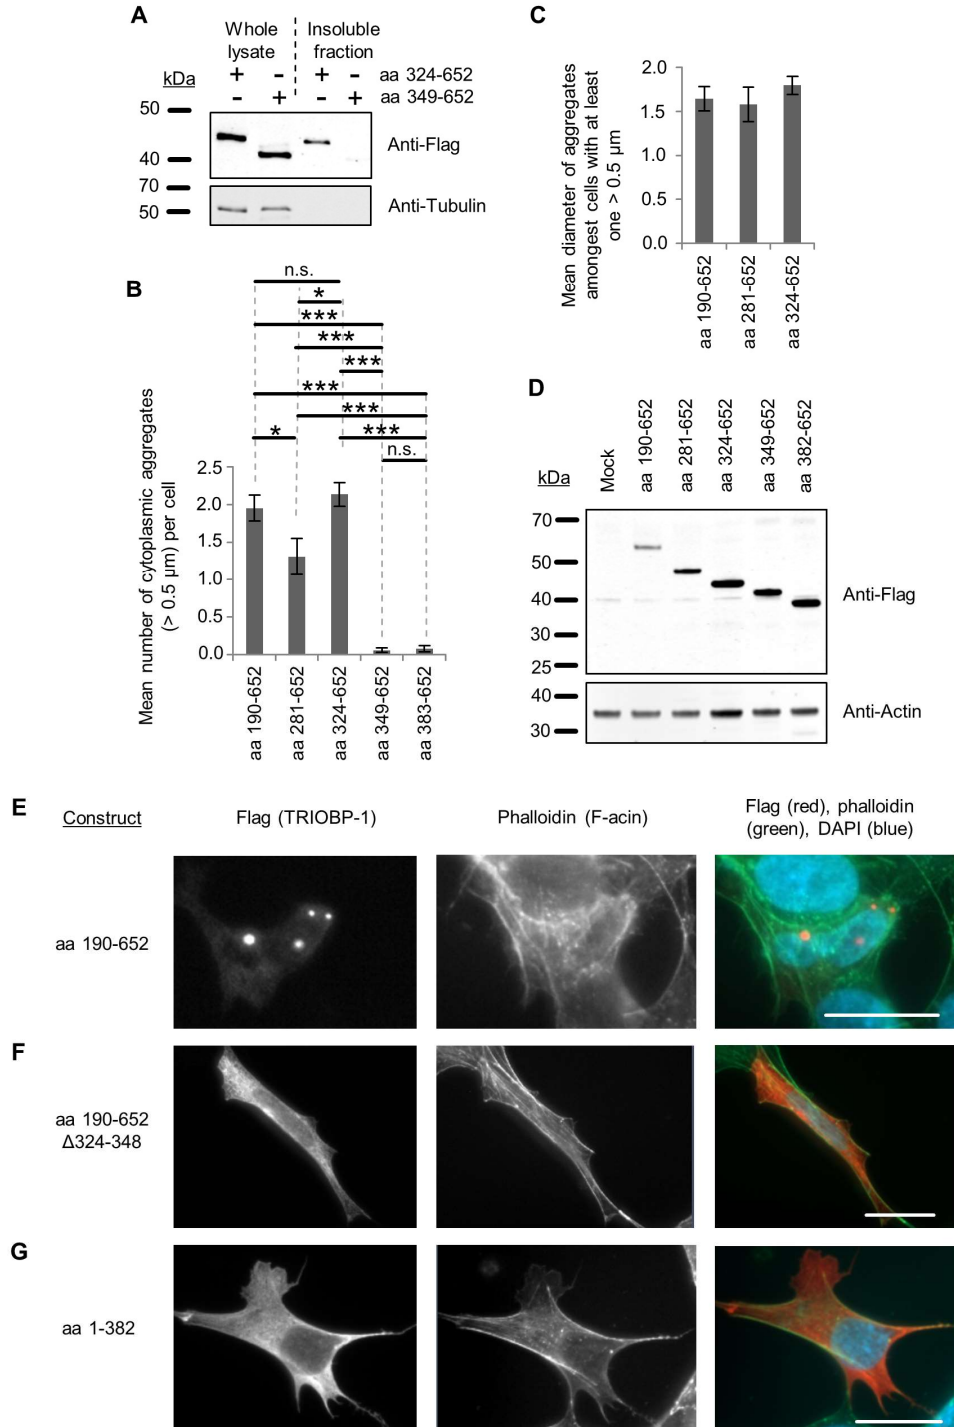 A
Whole lysate
Insoluble fraction
kDa
+ - + - aa 324-652
- + - + aa 349-652
50
40
Anti-Flag
70
50
Anti-Tubulin
B
n.s.
*
***
***
***
***
***
* ***
n.s.
Mean number of cytoplasmic aggregates
(> 0.5 µm) per cell
2.5
2.0
1.5
1.0
0.5
0.0
aa 190-652
aa 281-652
aa 324-652
aa 349-652
aa 383-652
C
Mean diameter of aggregates
amongest cells with at least
one > 0.5 µm
2.0
1.5
1.0
0.5
0.0
aa 190-652
aa 281-652
aa 324-652
D
kDa
Mock
aa 190-652
aa 281-652
aa 324-652
aa 349-652
aa 382-652
70
50
40
30
25
Anti-Flag
40
30
Anti-Actin
E
Construct
Flag (TRIOBP-1)
Phalloidin (F-acin)
Flag (red), phalloidin
(green), DAPI (blue)
aa 190-652
F
aa 190-652
Δ324-348
G
aa 1-382